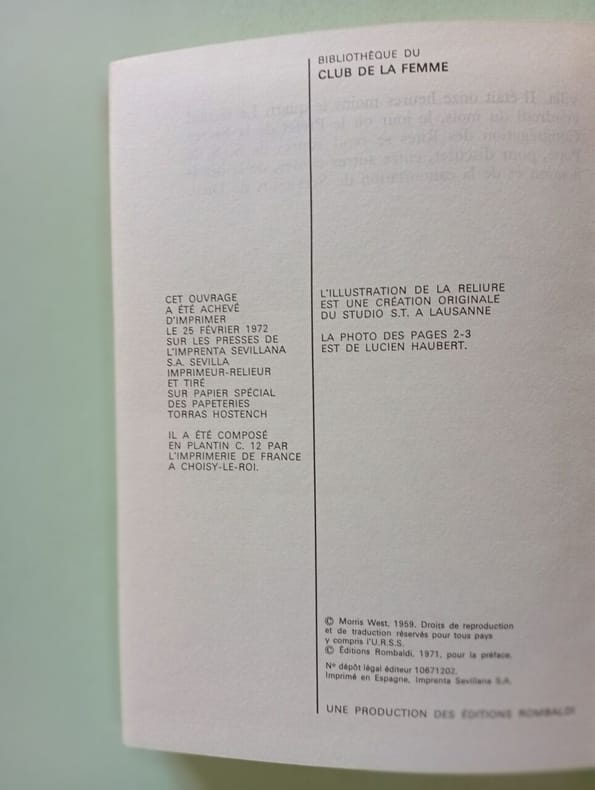 BIBLIOTHÈQUE DU
CLUB DE LA FEMME
CET OUVRAGE
A ÉTÉ ACHEVÉ
D'IMPRIMER
LE 25 FÉVRIER 1972
SUR LES PRESSES DE
L'IMPRENTA SEVILLANA
S.A. SEVILLA
IMPRIMEUR-RELIEUR
ET TIRÉ
SUR PAPIER SPÉCIAL
DES PAPETERIES
TORRAS HOSTENCH
IL A ÉTÉ COMPOSÉ
EN PLANTIN C. 12 PAR
L'IMPRIMERIE DE FRANCE
A CHOISY-LE-ROI.
L'ILLUSTRATION DE LA RELIURE
EST UNE CRÉATION ORIGINALE
DU STUDIO S.T. A LAUSANNE
LA PHOTO DES PAGES 2-3
EST DE LUCIEN HAUBERT.
© Morris West, 1959. Droits de reproduction
et de traduction réservés pour tous pays
y compris l'U.R.S.S.
© Éditions Rombaldi, 1971, pour la préface.
N° dépôt légal éditeur 10671202.
Imprimé en Espagne, Imprenta Sevillana S.A.
UNE PRODUCTION DES ÉDITIONS ROMBALDI